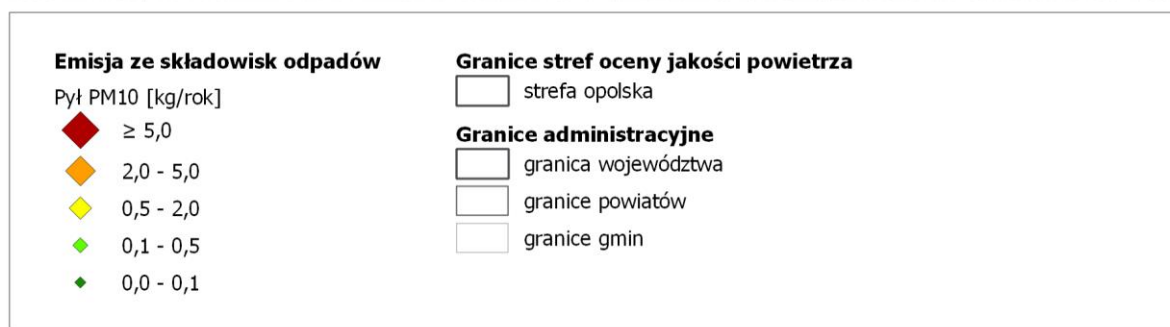 Emisja ze składowisk odpadów
Pył PM10 [kg/rok]
≥ 5,0
2,0 - 5,0
0,5 - 2,0
0,1 - 0,5
0,0 - 0,1
Granice stref oceny jakości powietrza
strefa opolska
Granice administracyjne
granica województwa
granice powiatów
granice gmin